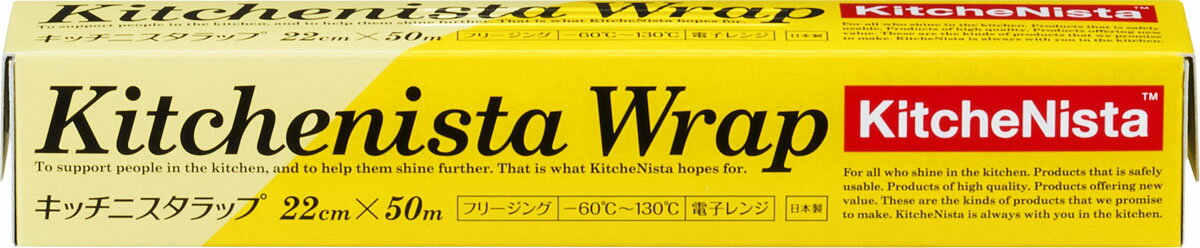 Kitchenista Wrap
KitcheNista™
To support people in the kitchen, and to help them shine further. That is what KitcheNista hopes for.
For all who shine in the kitchen. Products that is safely
usable. Products of high quality. Products offering new
value. These are the kinds of products that we promise
to make. KitcheNista is always with you in the kitchen.
キッチニスタラップ 22cm×50m フリージング −60℃〜130℃ 電子レンジ 日本製
Kitchenista Wrap
KitcheNista™
To support people in the kitchen, and to help them shine further. That is what KitcheNista hopes for.
キッチニスタラップ 22cm×50m フリージング −60℃〜130℃ 電子レンジ 日本製
For all who shine in the kitchen. Products that is safely
usable. Products of high quality. Products offering new
value. These are the kinds of products that we promise
to make. KitcheNista is always with you in the kitchen.